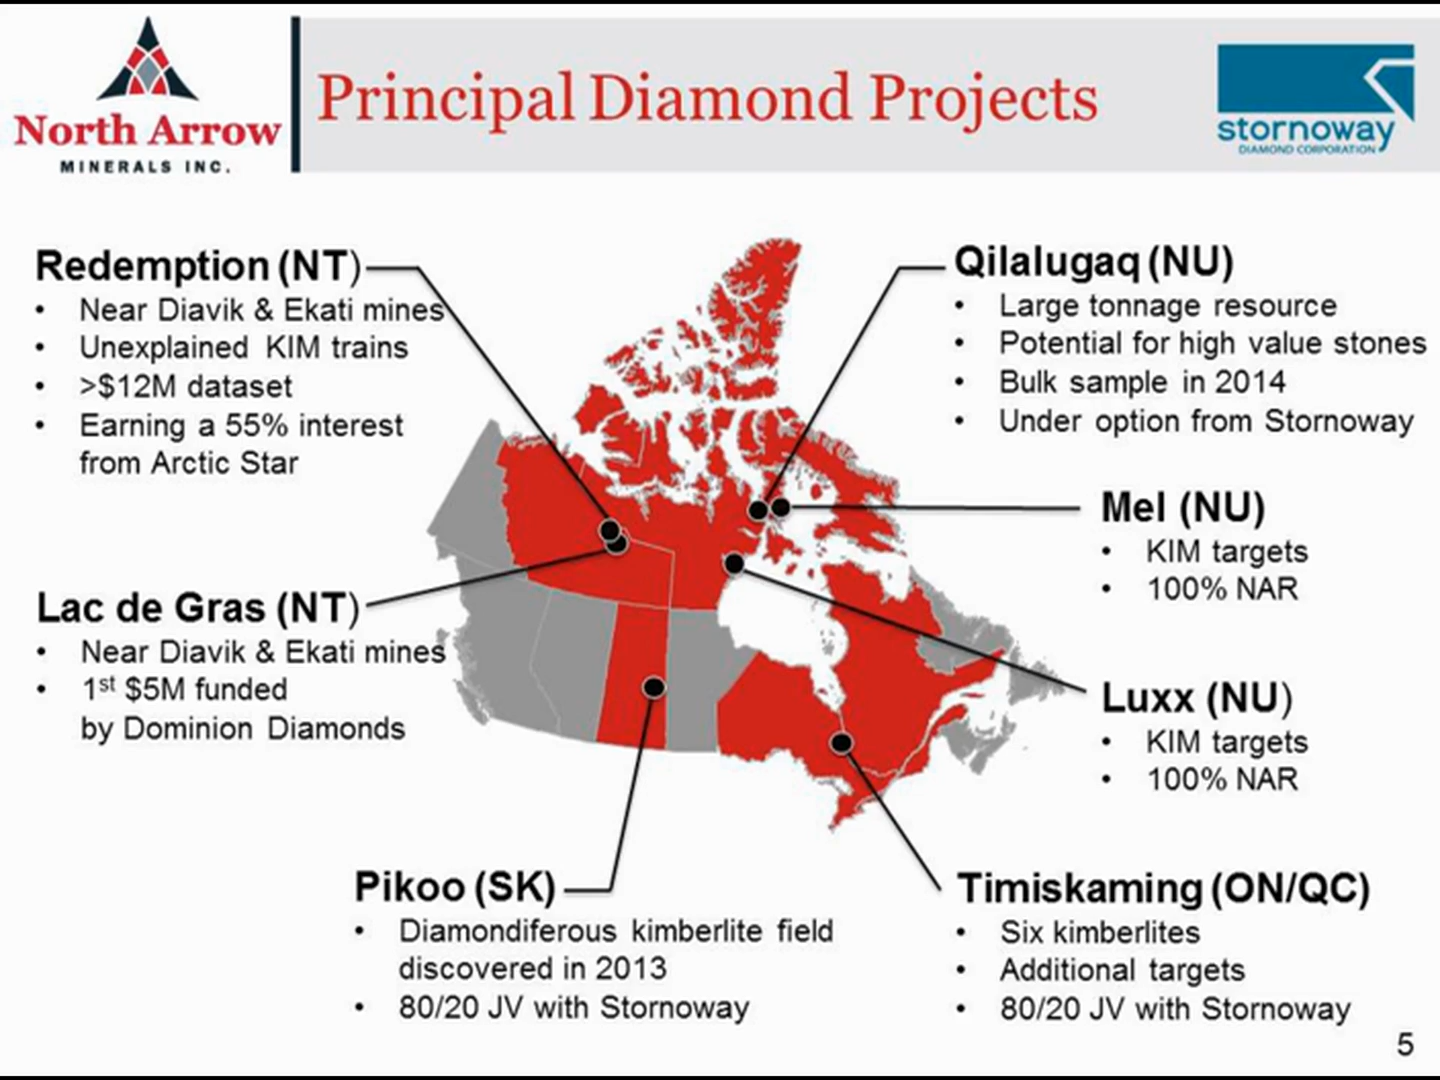 North Arrow
MINERALS INC.
Principal Diamond Projects
stornoway
DIAMOND CORPORATION
Redemption (NT)
• Near Diavik & Ekati mines
• Unexplained KIM trains
• >$12M dataset
• Earning a 55% interest
from Arctic Star
Lac de Gras (NT)
• Near Diavik & Ekati mines
• 1st $5M funded
by Dominion Diamonds
Pikoo (SK)
• Diamondiferous kimberlite field
discovered in 2013
• 80/20 JV with Stornoway
Qilalugaq (NU)
• Large tonnage resource
• Potential for high value stones
• Bulk sample in 2014
• Under option from Stornoway
Mel (NU)
• KIM targets
• 100% NAR
Luxx (NU)
• KIM targets
• 100% NAR
Timiskaming (ON/QC)
• Six kimberlites
• Additional targets
• 80/20 JV with Stornoway
5